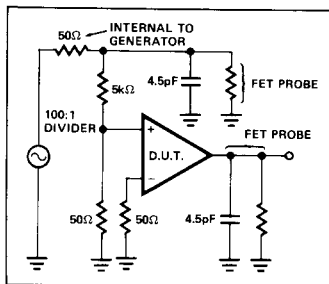 50Ω
INTERNAL TO
GENERATOR
4.5pF
FET PROBE
5kΩ
100:1
DIVIDER
+
D.U.T.
−
FET PROBE
50Ω
50Ω
4.5pF